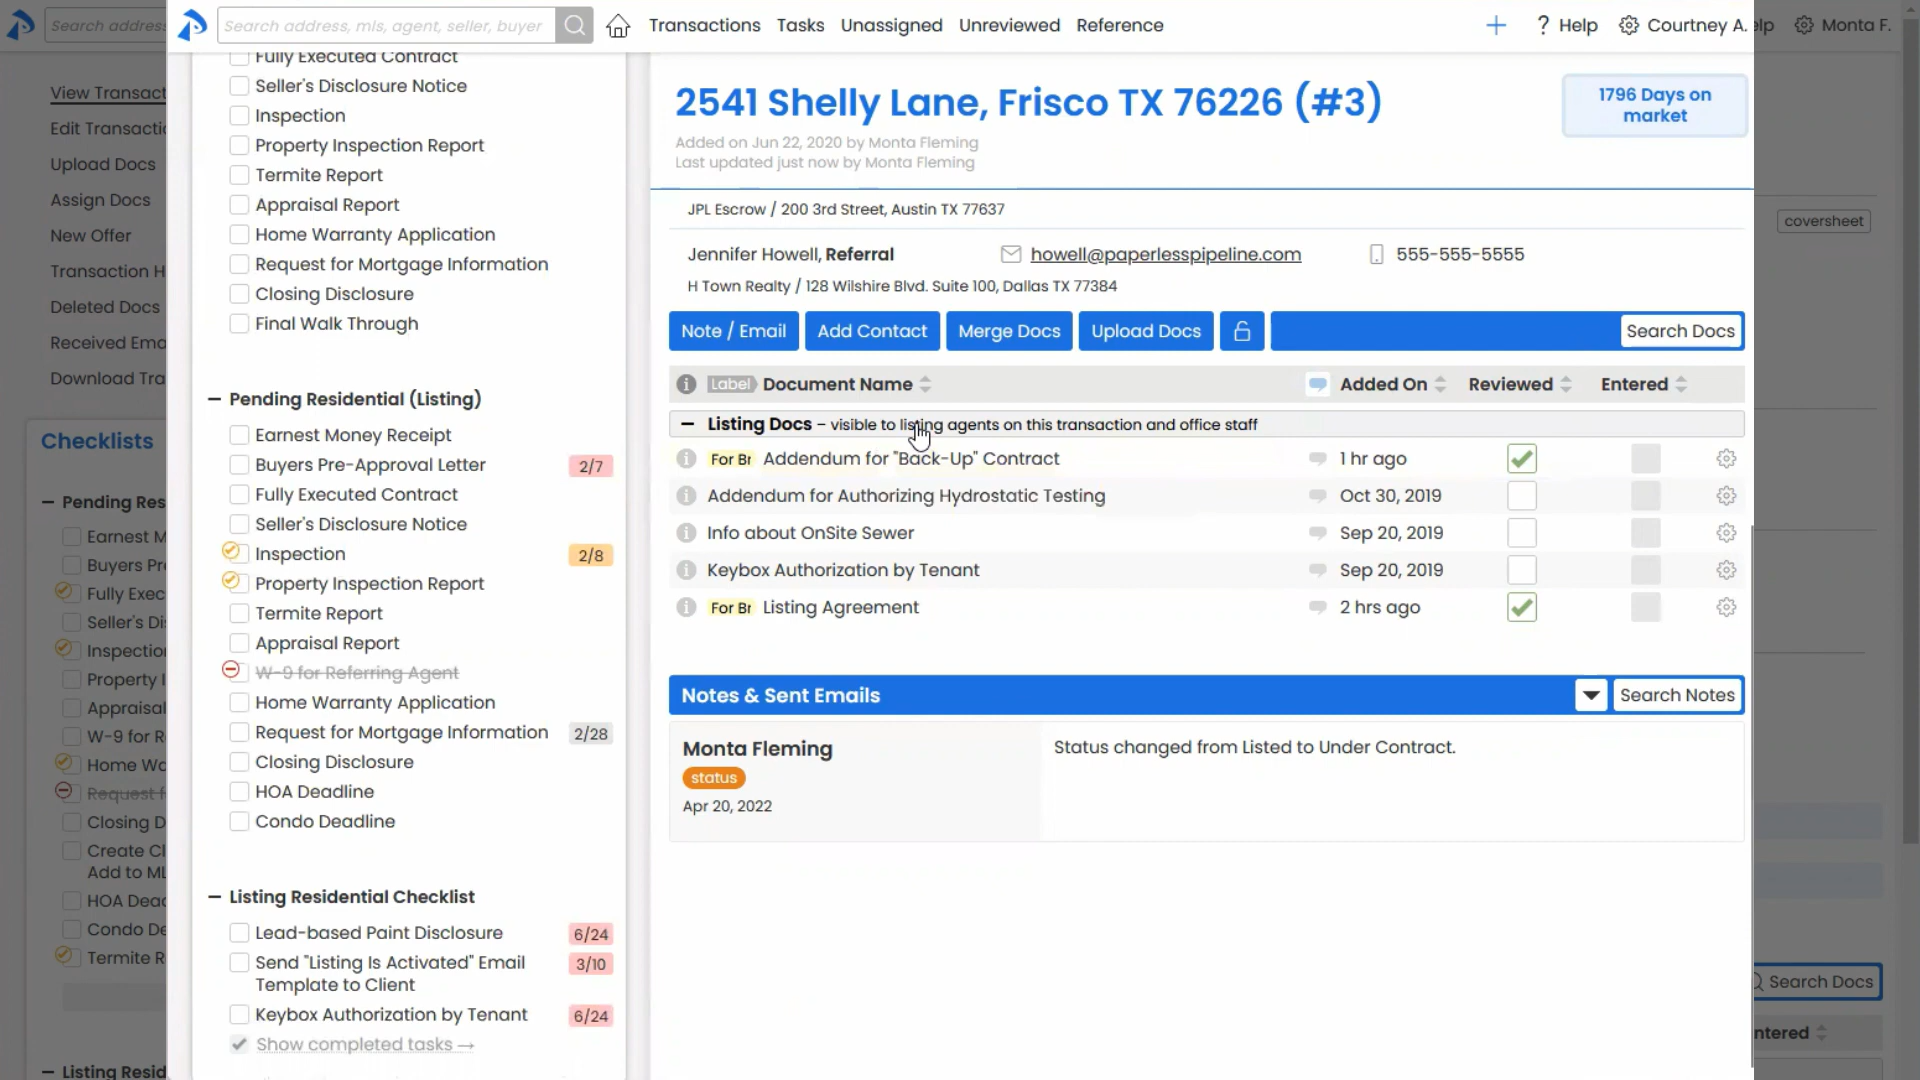 Search address, mls, agent, seller, buyer
Transactions
Tasks
Unassigned
Unreviewed
Reference
+
? Help
Courtney A.
elp
Monta F.
Search address
View Transact
Edit Transactio
Upload Docs
Assign Docs
New Offer
Transaction H
Deleted Docs
Received Ema
Download Tra
Checklists
Pending Res
Earnest M
Buyers Pre
Fully Exec
Seller's Dis
Inspection
Property I
Appraisal
W-9 for R
Home Wa
Request f
Closing D
Create Cl
Add to ML
HOA Dead
Condo De
Termite R
Listing Resid
Fully Executed Contract
Seller's Disclosure Notice
Inspection
Property Inspection Report
Termite Report
Appraisal Report
Home Warranty Application
Request for Mortgage Information
Closing Disclosure
Final Walk Through
Pending Residential (Listing)
Earnest Money Receipt
Buyers Pre-Approval Letter 2/7
Fully Executed Contract
Seller's Disclosure Notice
Inspection 2/8
Property Inspection Report
Termite Report
Appraisal Report
W-9 for Referring Agent
Home Warranty Application
Request for Mortgage Information 2/28
Closing Disclosure
HOA Deadline
Condo Deadline
Listing Residential Checklist
Lead-based Paint Disclosure 6/24
Send "Listing Is Activated" Email 3/10
Template to Client
Keybox Authorization by Tenant 6/24
Show completed tasks →
2541 Shelly Lane, Frisco TX 76226 (#3)
1796 Days on
market
Added on Jun 22, 2020 by Monta Fleming
Last updated just now by Monta Fleming
JPL Escrow / 200 3rd Street, Austin TX 77637
Jennifer Howell, Referral howell@paperlesspipeline.com 555-555-5555
H Town Realty / 128 Wilshire Blvd. Suite 100, Dallas TX 77384
Note / Email Add Contact Merge Docs Upload Docs Search Docs
Label Document Name Added On Reviewed Entered
Listing Docs – visible to listing agents on this transaction and office staff
For Br Addendum for "Back-Up" Contract 1 hr ago
Addendum for Authorizing Hydrostatic Testing Oct 30, 2019
Info about OnSite Sewer Sep 20, 2019
Keybox Authorization by Tenant Sep 20, 2019
For Br Listing Agreement 2 hrs ago
Notes & Sent Emails Search Notes
Monta Fleming Status changed from Listed to Under Contract.
status
Apr 20, 2022
coversheet
Search Docs
ntered